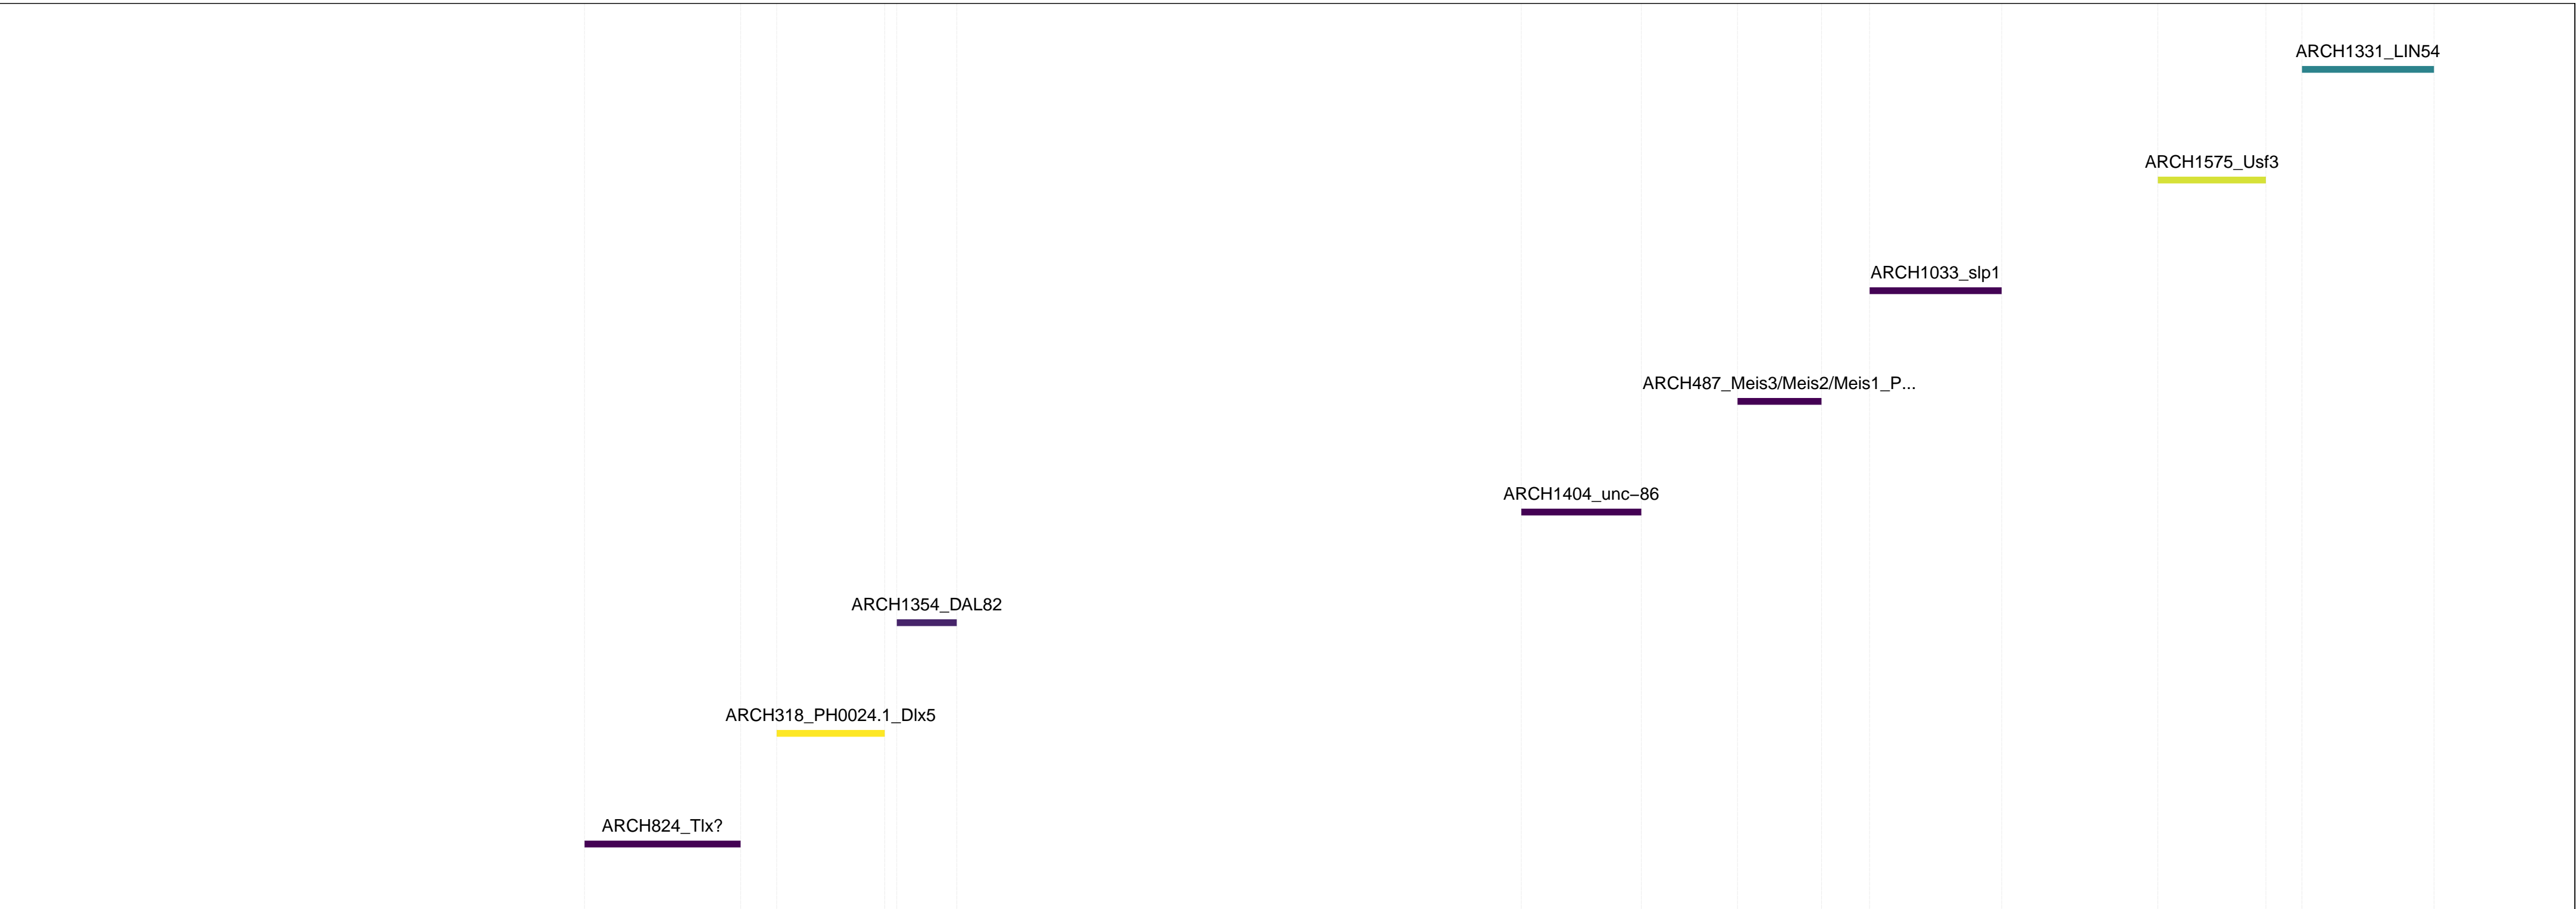 ARCH1331_LIN54
ARCH1575_Usf3
ARCH1033_slp1
ARCH487_Meis3/Meis2/Meis1_P...
ARCH1404_unc−86
ARCH1354_DAL82
ARCH318_PH0024.1_Dlx5
ARCH824_Tlx?